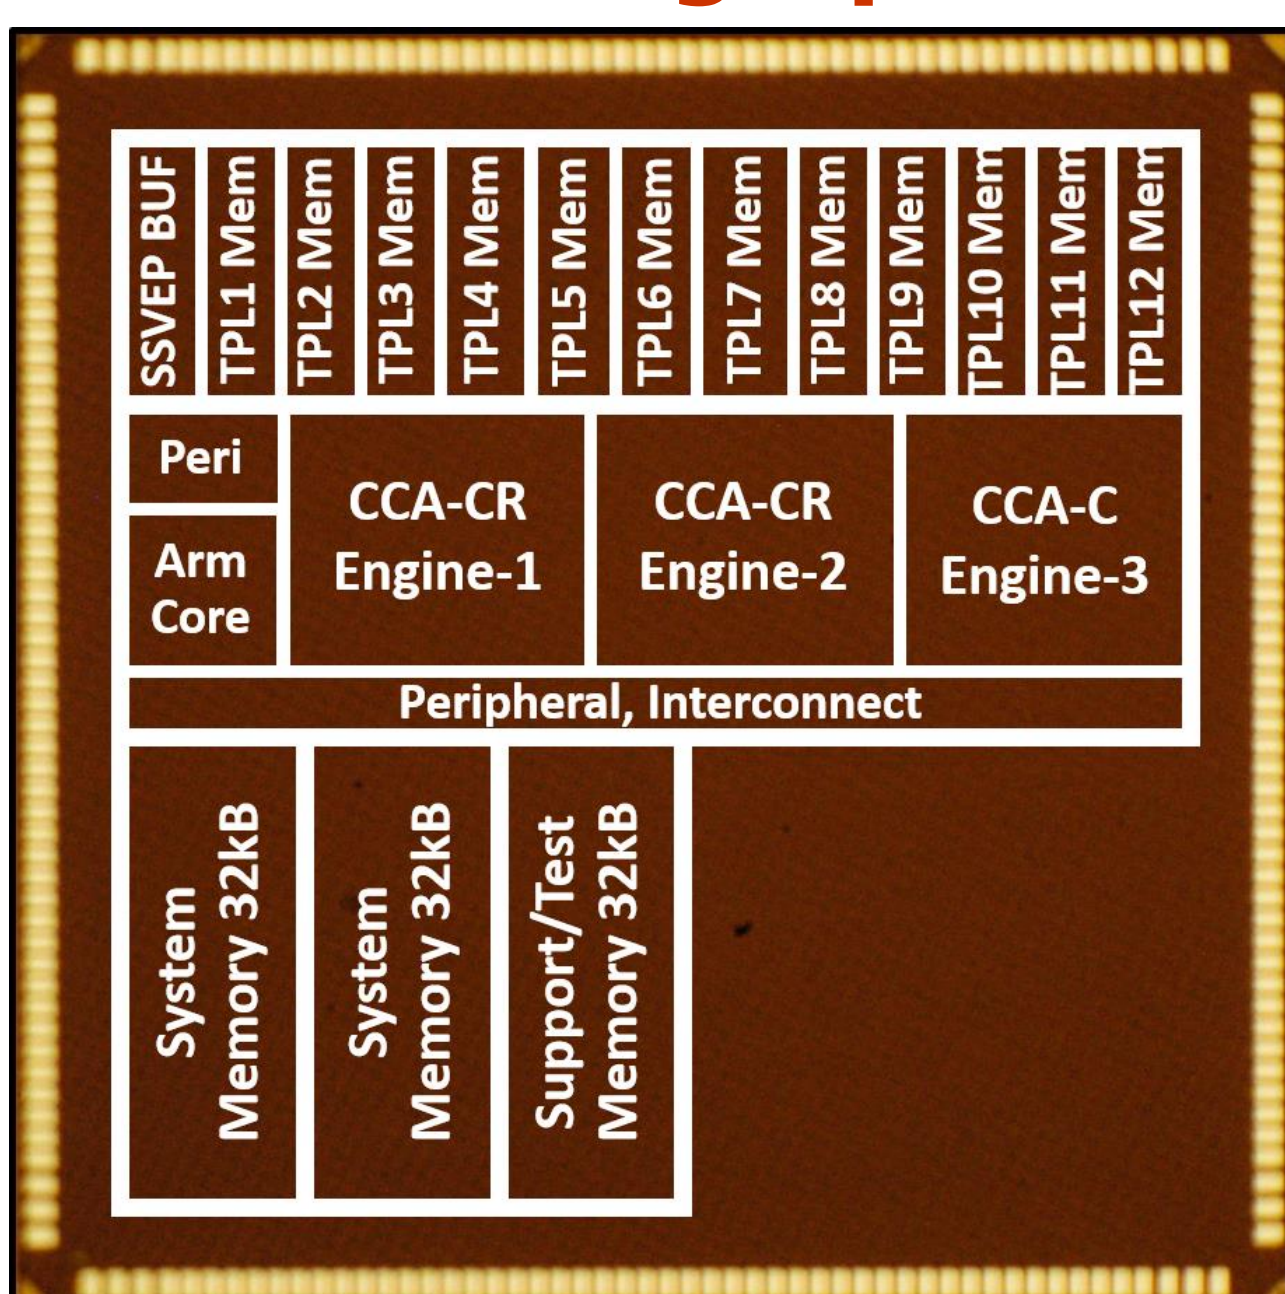 SSVEP BUF
TPL1 Mem
TPL2 Mem
TPL3 Mem
TPL4 Mem
TPL5 Mem
TPL6 Mem
TPL7 Mem
TPL8 Mem
TPL9 Mem
TPL10 Mem
TPL11 Mem
TPL12 Mem
Peri
Arm
Core
CCA-CR
Engine-1
CCA-CR
Engine-2
CCA-C
Engine-3
Peripheral, Interconnect
System
Memory 32kB
System
Memory 32kB
Support/Test
Memory 32kB